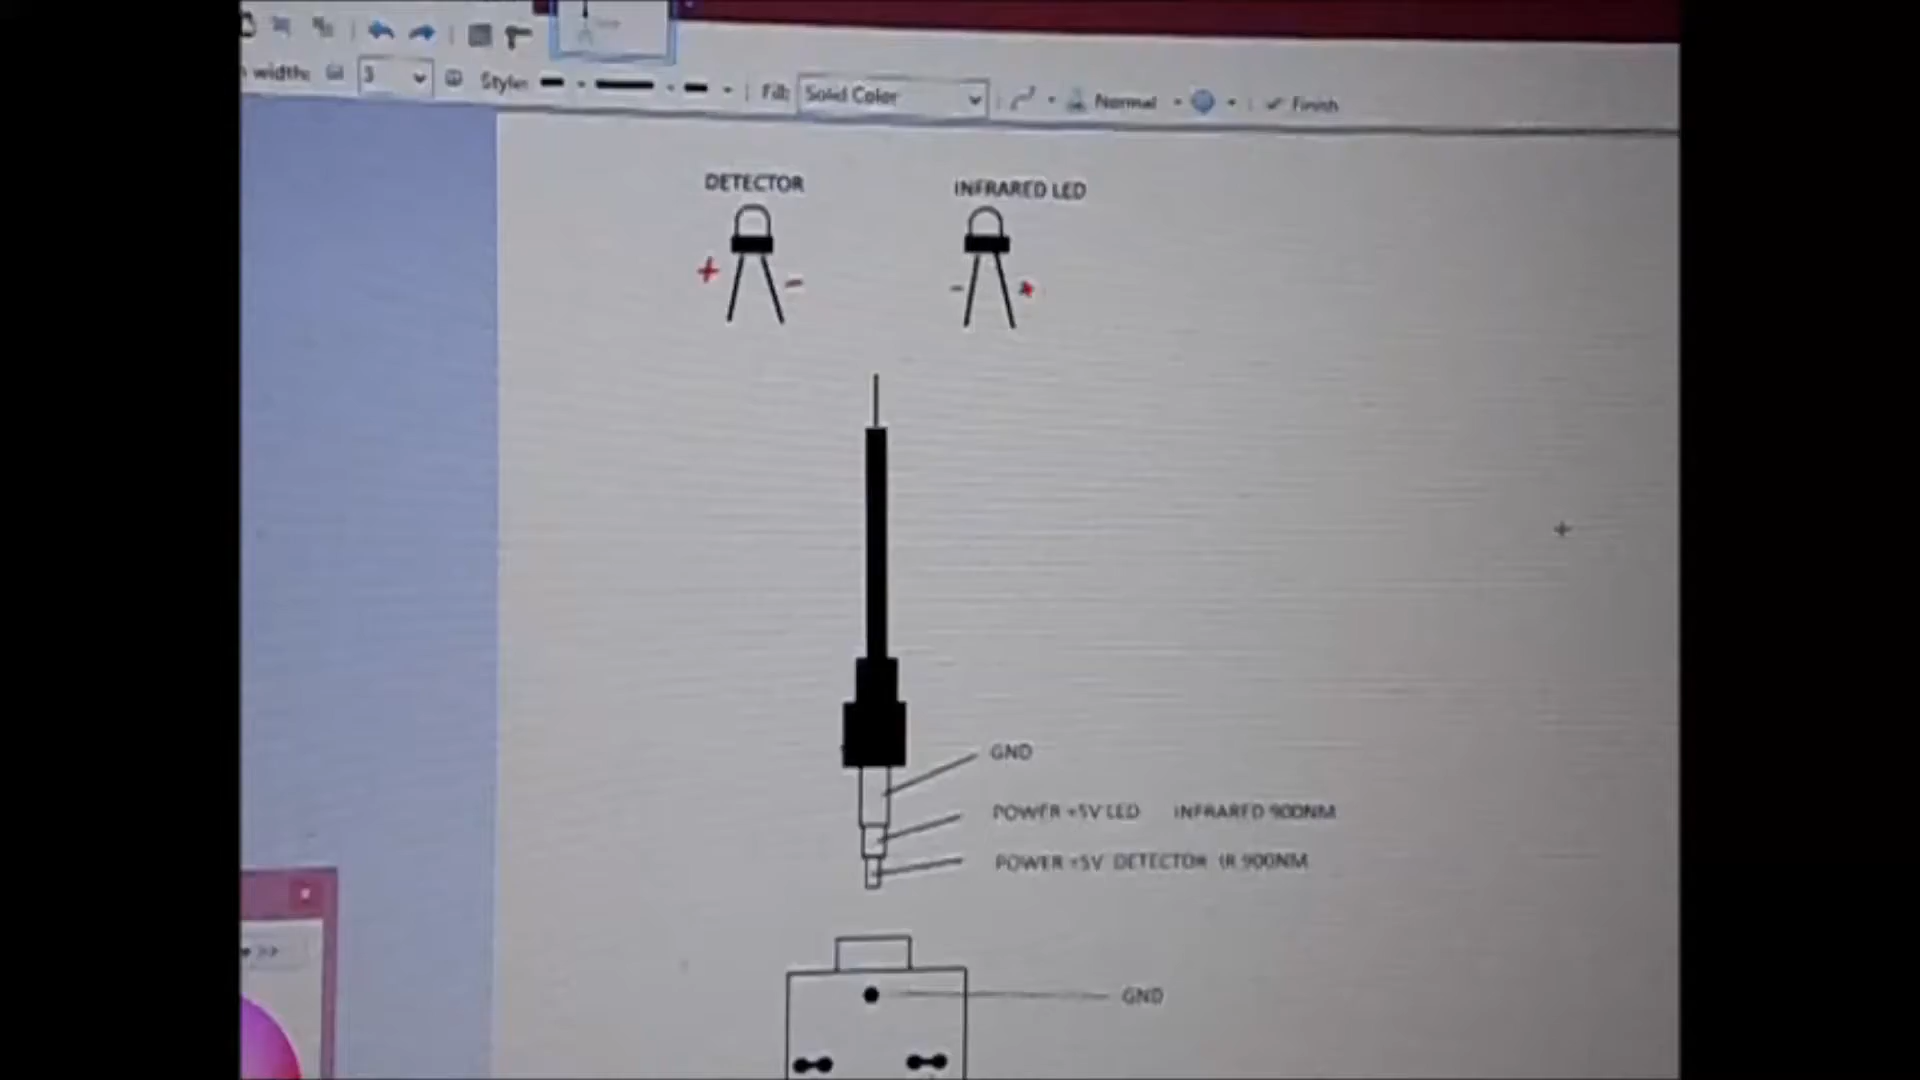 width:
3
Style:
Fill:
Solid Color
Normal
Finish
DETECTOR
INFRARED LED
+
-
-
+
GND
POWER +5V LED INFRARED 900NM
POWER +5V DETECTOR IR 900NM
>>
GND